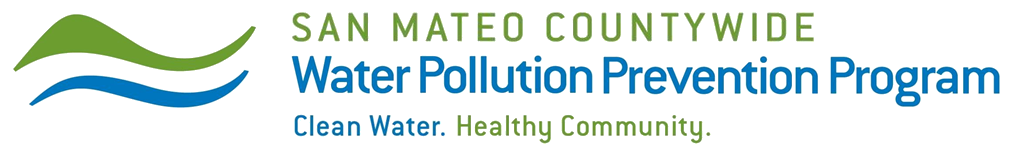 SAN MATEO COUNTYWIDE
Water Pollution Prevention Program
Clean Water. Healthy Community.